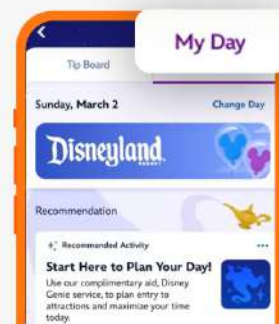 My Day
Tip Board
Sunday, March 2
Change Day
Disneyland
RESORT
Recommendation
Recommended Activity
Start Here to Plan Your Day!
Use our complimentary aid, Disney
Genie service, to plan entry to
attractions and maximize your time
today.